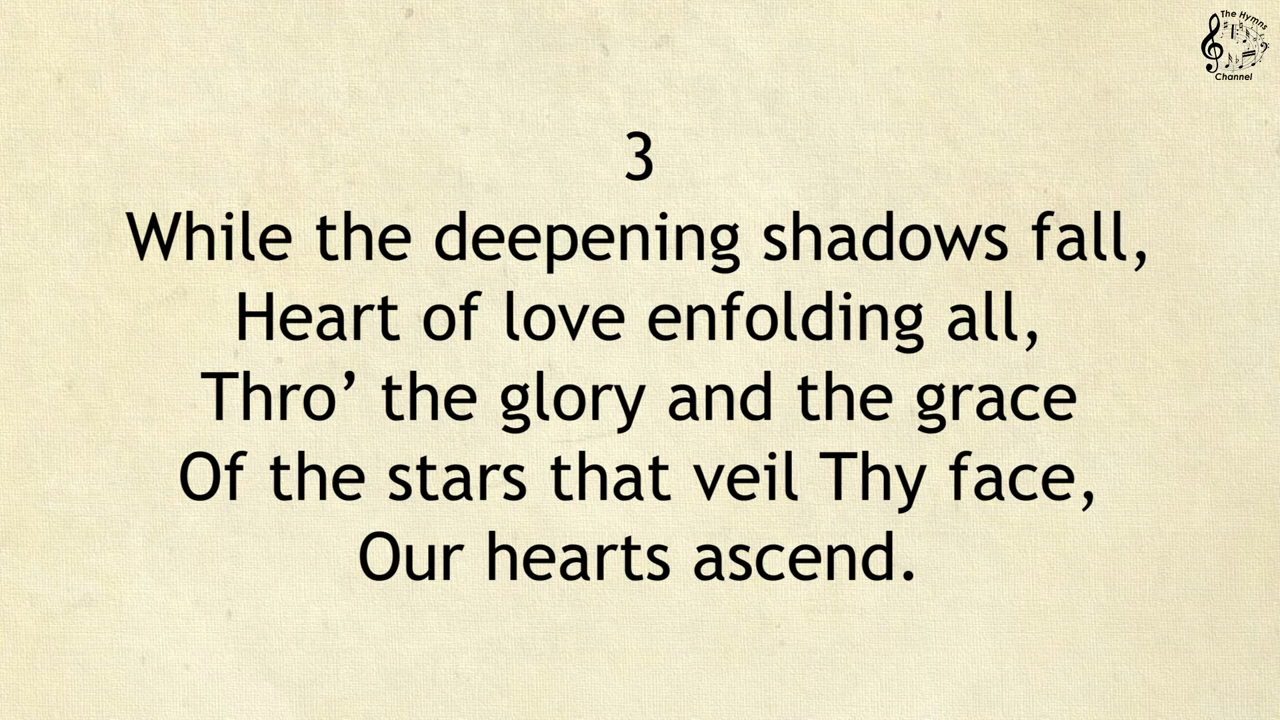 The Hymns
Channel
3
While the deepening shadows fall,
Heart of love enfolding all,
Thro’ the glory and the grace
Of the stars that veil Thy face,
Our hearts ascend.